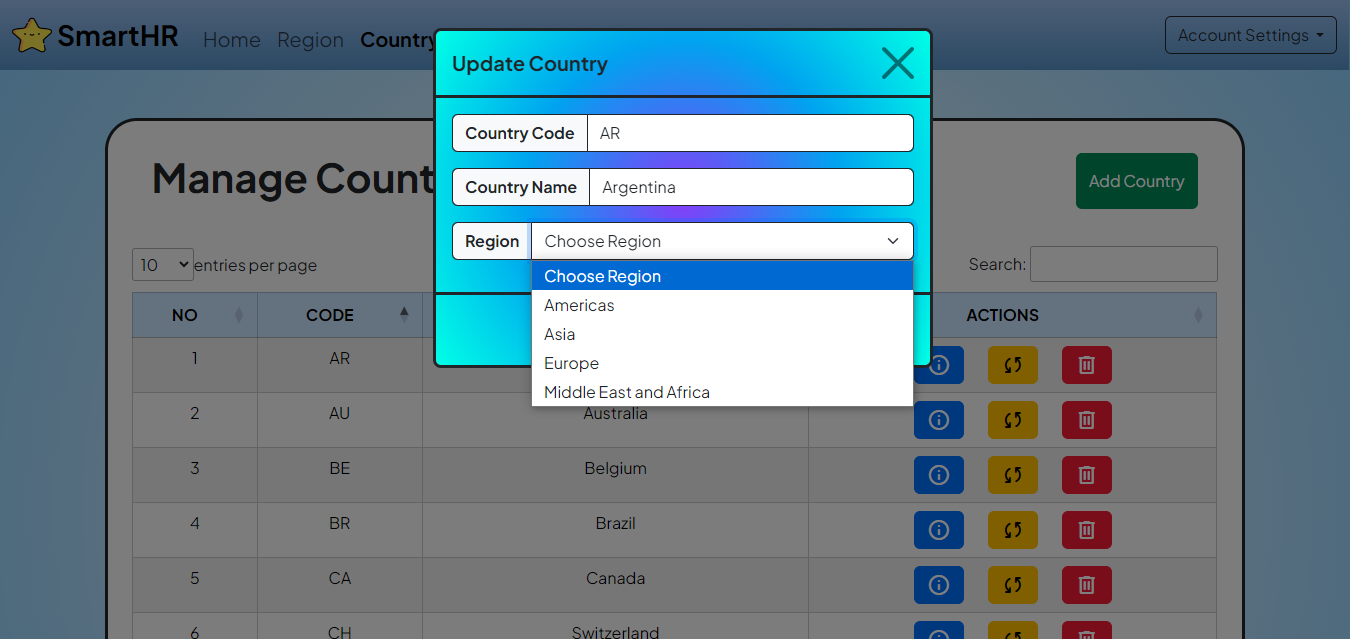 SmartHR Home Region Country Account Settings
Update Country
Country Code AR
Manage Count
Add Country
Country Name Argentina
Region Choose Region
10 entries per page
Search:
Choose Region
Americas
Asia
Europe
Middle East and Africa
NO CODE ACTIONS
1 AR
2 AU Australia
3 BE Belgium
4 BR Brazil
5 CA Canada
6 CH Switzerland